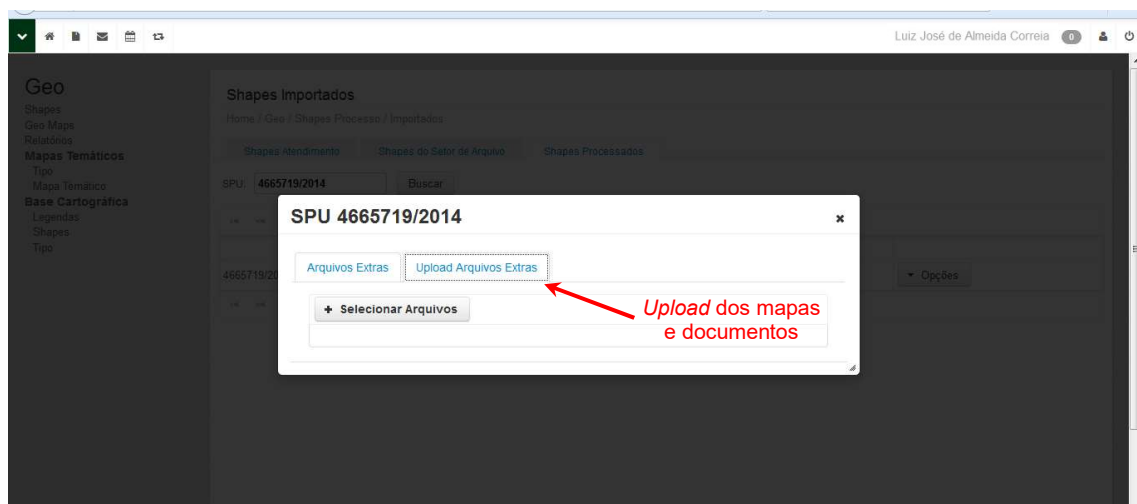 Luiz José de Almeida Correia 0
Geo
Shapes
Geo Maps
Relatórios
Mapas Temáticos
Tipo
Mapa Temático
Base Cartográfica
Legendas
Shapes
Tipo
Shapes Importados
Home / Geo / Shapes Processo / Importados
Shapes Atendimento Shapes do Setor de Arquivo Shapes Processados
SPU: 4665719/2014 Buscar
4665719/20
Opções
SPU 4665719/2014
Arquivos Extras Upload Arquivos Extras
+ Selecionar Arquivos
Upload dos mapas
e documentos